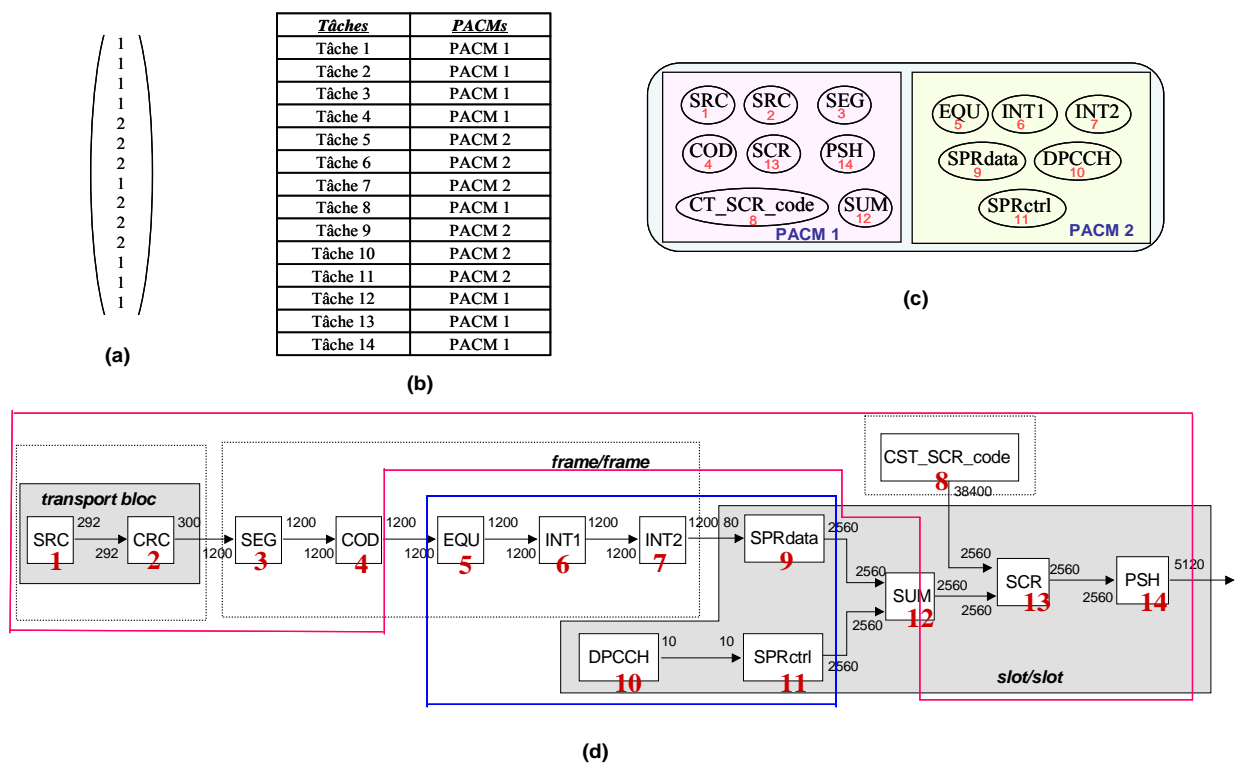 1
1
1
1
2
2
2
1
2
2
2
1
1
1
(a)
Tâches PACMs
Tâche 1 PACM 1
Tâche 2 PACM 1
Tâche 3 PACM 1
Tâche 4 PACM 1
Tâche 5 PACM 2
Tâche 6 PACM 2
Tâche 7 PACM 2
Tâche 8 PACM 1
Tâche 9 PACM 2
Tâche 10 PACM 2
Tâche 11 PACM 2
Tâche 12 PACM 1
Tâche 13 PACM 1
Tâche 14 PACM 1
(b)
SRC SRC SEG
1 2 3
COD SCR PSH
4 13 14
CT_SCR_code SUM
8 12
PACM 1
EQU INT1 INT2
5 6 7
SPRdata DPCCH
9 10
SPRctrl
11
PACM 2
(c)
frame/frame
CST_SCR_code
8
38400
transport bloc
292 300 1200 1200 1200 1200 1200 80 2560 2560 2560 2560 5120
SRC CRC SEG COD EQU INT1 INT2 SPRdata SUM SCR PSH
1 2 3 4 5 6 7 9 12 13 14
292 1200 1200 1200 1200 1200 2560 2560 2560
10 10
DPCCH SPRctrl
10 11
2560
slot/slot
(d)